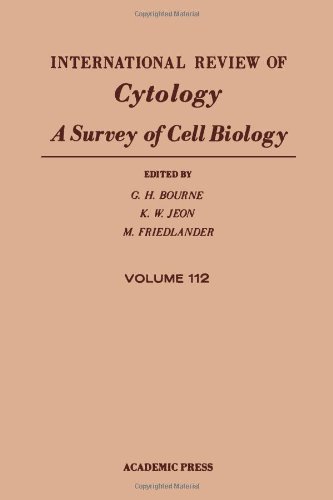 INTERNATIONAL REVIEW OF
Cytology
A Survey of Cell Biology
EDITED BY
G. H. BOURNE
K. W. JEON
M. FRIEDLANDER
VOLUME 112
ACADEMIC PRESS